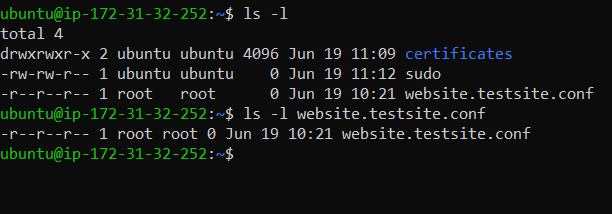 ubuntu@ip-172-31-32-252:~$ ls -l
total 4
drwxrwxr-x 2 ubuntu ubuntu 4096 Jun 19 11:09 certificates
-rw-rw-r-- 1 ubuntu ubuntu    0 Jun 19 11:12 sudo
-r--r--r-- 1 root   root      0 Jun 19 10:21 website.testsite.conf
ubuntu@ip-172-31-32-252:~$ ls -l website.testsite.conf
-r--r--r-- 1 root root 0 Jun 19 10:21 website.testsite.conf
ubuntu@ip-172-31-32-252:~$